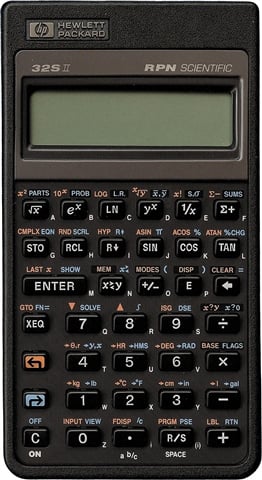 hp HEWLETT
PACKARD
32SII RPN SCIENTIFIC
x² PARTS 10ˣ PROB LOG L.R. ˣ√y x̄,ȳ x! s,σ Σ− SUMS
√x eˣ LN yˣ 1/x Σ+
A B C D E F
CMPLX EQN RND SCRL HYP R↑ ASIN π ACOS % ATAN %CHG
STO RCL R↓ SIN COS TAN
G H I J K L
LAST x SHOW MEM MODES { DISP } CLEAR =
ENTER x≷y +/− E ←
M N O P
GTO FN= ▼ SOLVE ▲ ∫ ISG DSE x?y x?0
XEQ 7 8 9 ÷
Q R S
→θ,r →y,x →HR →HMS →DEG →RAD BASE FLAGS
4 5 6 ×
T U V
→kg →lb →°C →°F →cm →in →l →gal
1 2 3 −
W X Y Z
OFF INPUT VIEW FDISP /c PRGM PSE LBL RTN
C 0 · R/S (i) +
ON a b/c SPACE